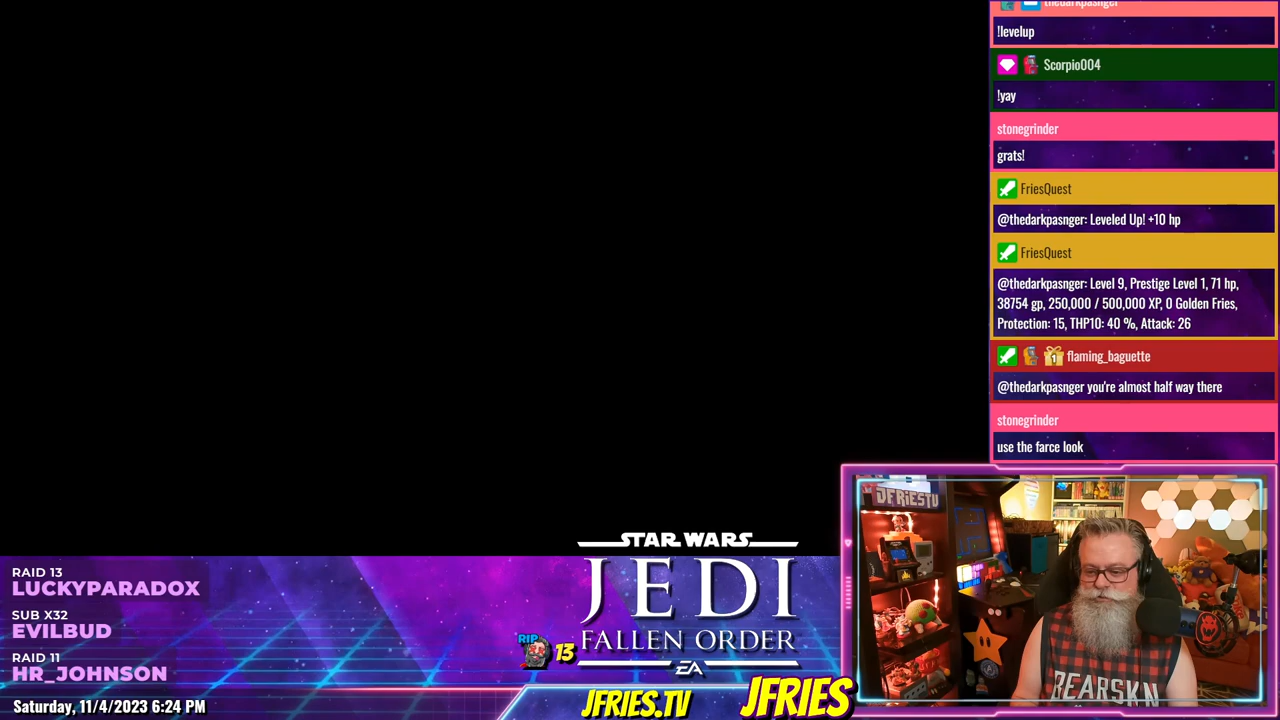 thedarkpasnger
!levelup
Scorpio004
!yay
stonegrinder
grats!
FriesQuest
@thedarkpasnger: Leveled Up! +10 hp
FriesQuest
@thedarkpasnger: Level 9, Prestige Level 1, 71 hp,
38754 gp, 250,000 / 500,000 XP, 0 Golden Fries,
Protection: 15, THP10: 40 %, Attack: 26
1 flaming_baguette
@thedarkpasnger you're almost half way there
stonegrinder
use the farce look
DFRIESTV
BEARSKN
STAR WARS
JEDI
FALLEN ORDER
EA
RIP 13
RAID 13
LUCKYPARADOX
SUB X32
EVILBUD
RAID 11
HR_JOHNSON
Saturday, 11/4/2023 6:24 PM
JFRIES.TV
JFRIES